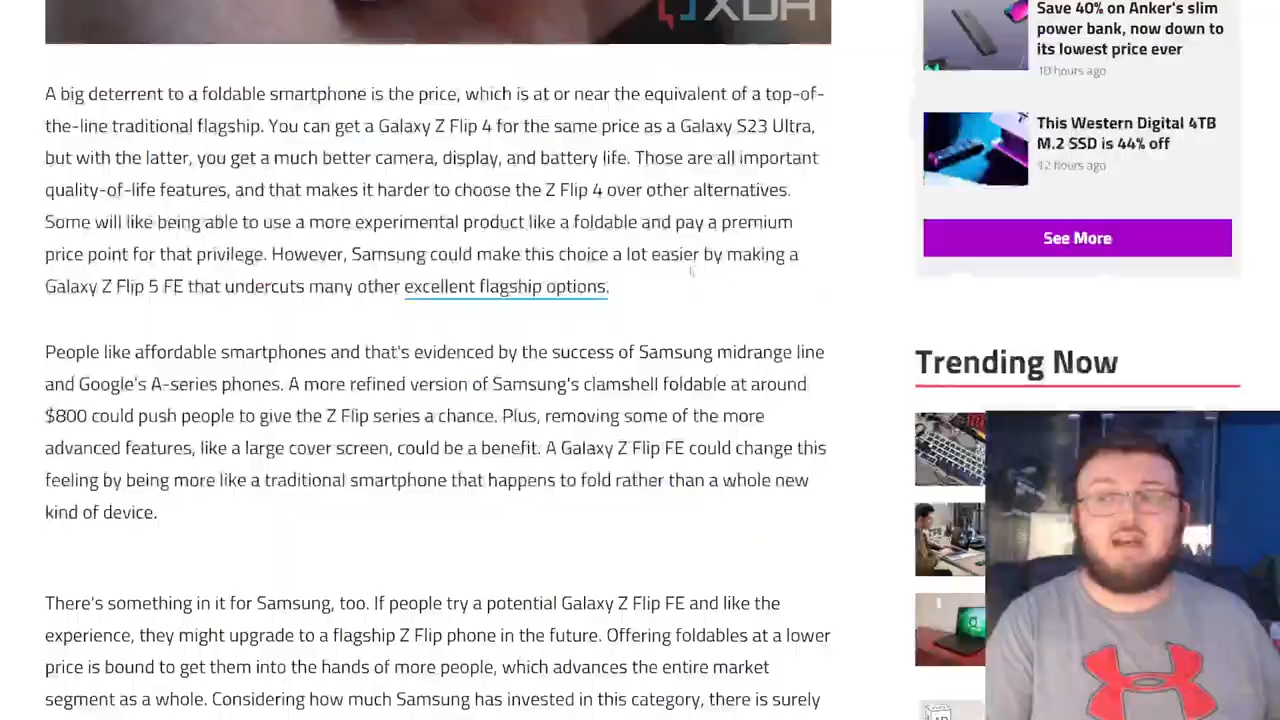 XDA
A big deterrent to a foldable smartphone is the price, which is at or near the equivalent of a top-of-
the-line traditional flagship. You can get a Galaxy Z Flip 4 for the same price as a Galaxy S23 Ultra,
but with the latter, you get a much better camera, display, and battery life. Those are all important
quality-of-life features, and that makes it harder to choose the Z Flip 4 over other alternatives.
Some will like being able to use a more experimental product like a foldable and pay a premium
price point for that privilege. However, Samsung could make this choice a lot easier by making a
Galaxy Z Flip 5 FE that undercuts many other excellent flagship options.
People like affordable smartphones and that's evidenced by the success of Samsung midrange line
and Google's A-series phones. A more refined version of Samsung's clamshell foldable at around
$800 could push people to give the Z Flip series a chance. Plus, removing some of the more
advanced features, like a large cover screen, could be a benefit. A Galaxy Z Flip FE could change this
feeling by being more like a traditional smartphone that happens to fold rather than a whole new
kind of device.
There's something in it for Samsung, too. If people try a potential Galaxy Z Flip FE and like the
experience, they might upgrade to a flagship Z Flip phone in the future. Offering foldables at a lower
price is bound to get them into the hands of more people, which advances the entire market
segment as a whole. Considering how much Samsung has invested in this category, there is surely
Save 40% on Anker's slim
power bank, now down to
its lowest price ever
10 hours ago
This Western Digital 4TB
M.2 SSD is 44% off
12 hours ago
See More
Trending Now
AD